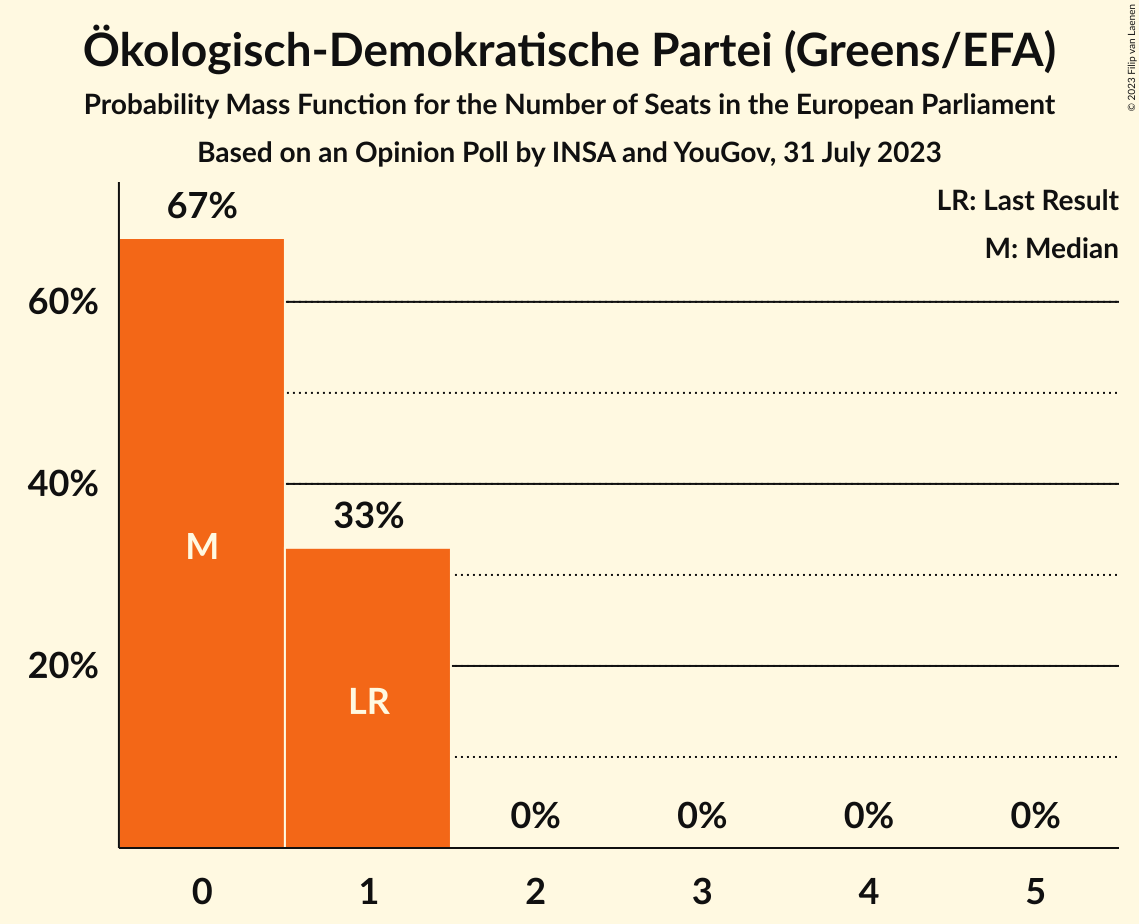 Ökologisch-Demokratische Partei (Greens/EFA)
Probability Mass Function for the Number of Seats in the European Parliament
Based on an Opinion Poll by INSA and YouGov, 31 July 2023
© 2023 Filip van Laenen
LR: Last Result
M: Median
67%
60%
40%
33%
M
20%
LR
0% 0% 0% 0%
0 1 2 3 4 5